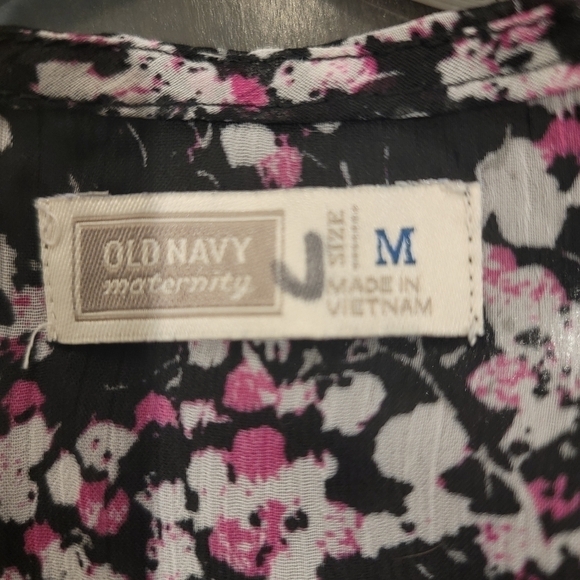 OLD NAVY
maternity
J
SIZE
M
MADE IN
VIETNAM